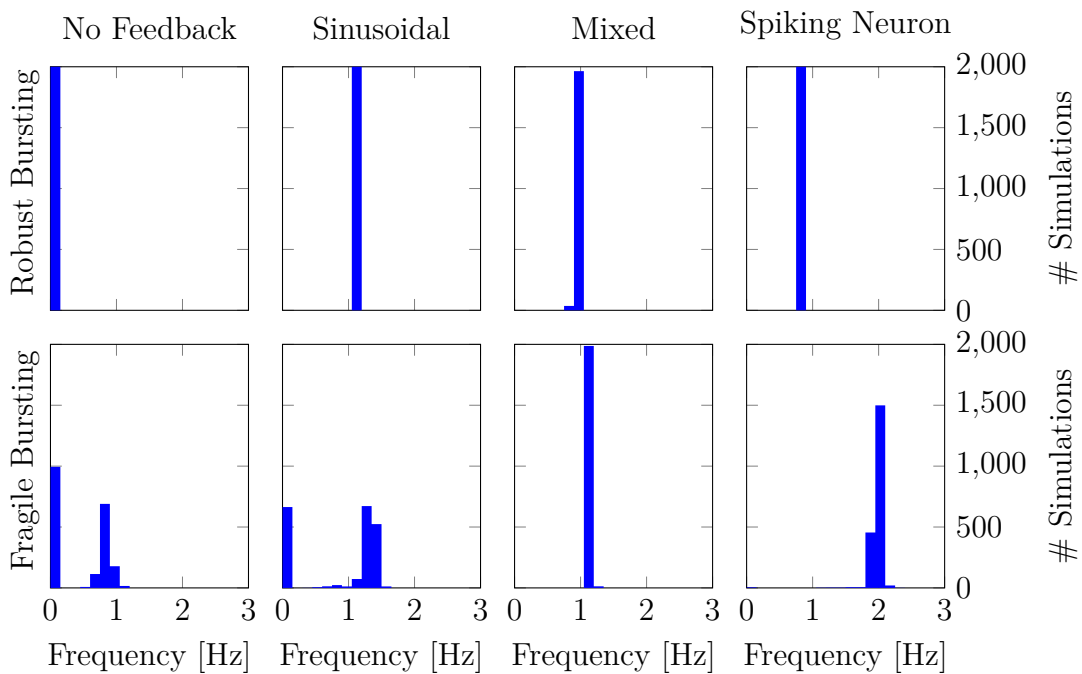 No Feedback
Sinusoidal
Mixed
Spiking Neuron
Robust Bursting
2,000
1,500
1,000
500
0
# Simulations
Fragile Bursting
2,000
1,500
1,000
500
0
# Simulations
0 1 2 3
0 1 2 3
0 1 2 3
0 1 2 3
Frequency [Hz]
Frequency [Hz]
Frequency [Hz]
Frequency [Hz]